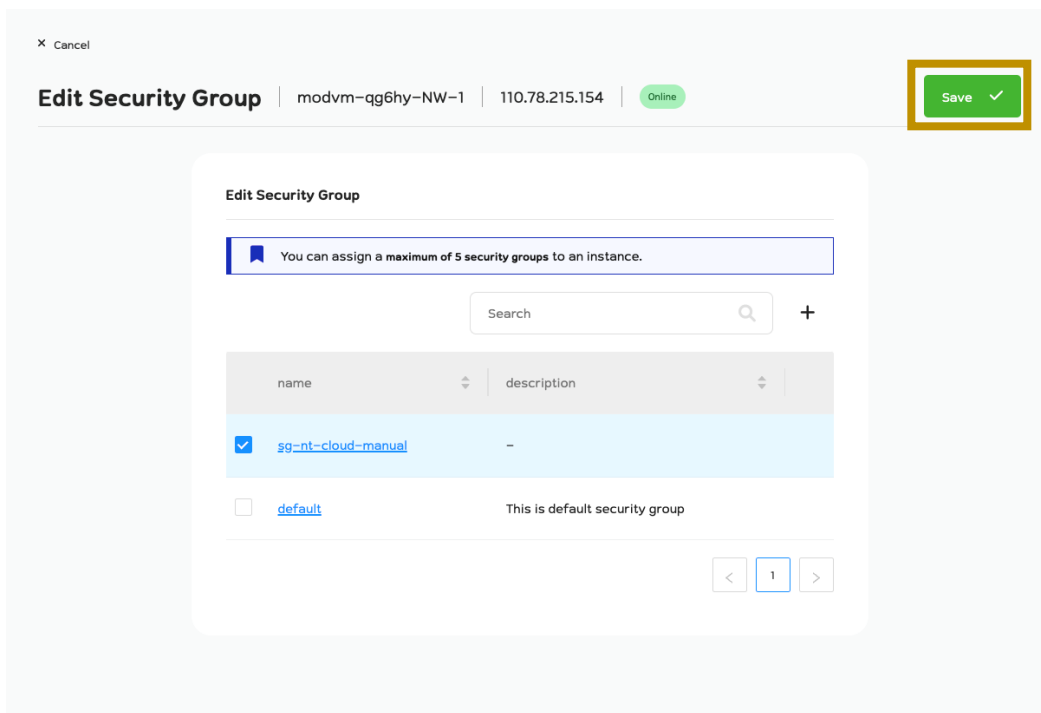 × Cancel
Edit Security Group | modvm-qg6hy-NW-1 | 110.78.215.154 | Online
Save ✓
Edit Security Group
You can assign a maximum of 5 security groups to an instance.
Search
+
name description
sg-nt-cloud-manual –
default This is default security group
< 1 >